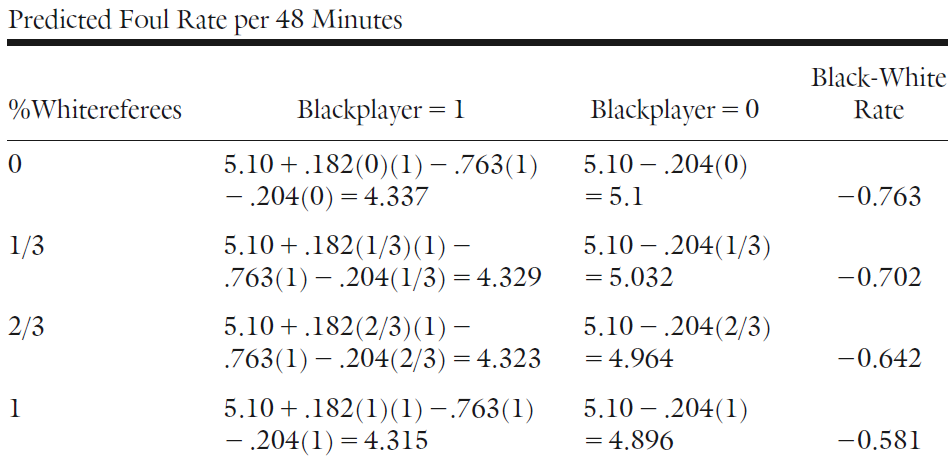 Predicted Foul Rate per 48 Minutes
Black-White
%Whitereferees Blackplayer = 1 Blackplayer = 0 Rate
0 5.10 + .182(0)(1) − .763(1) 5.10 − .204(0)
− .204(0) = 4.337 = 5.1 −0.763
1/3 5.10 + .182(1/3)(1) − 5.10 − .204(1/3)
.763(1) − .204(1/3) = 4.329 = 5.032 −0.702
2/3 5.10 + .182(2/3)(1) − 5.10 − .204(2/3)
.763(1) − .204(2/3) = 4.323 = 4.964 −0.642
1 5.10 + .182(1)(1) −.763(1) 5.10 − .204(1)
− .204(1) = 4.315 = 4.896 −0.581